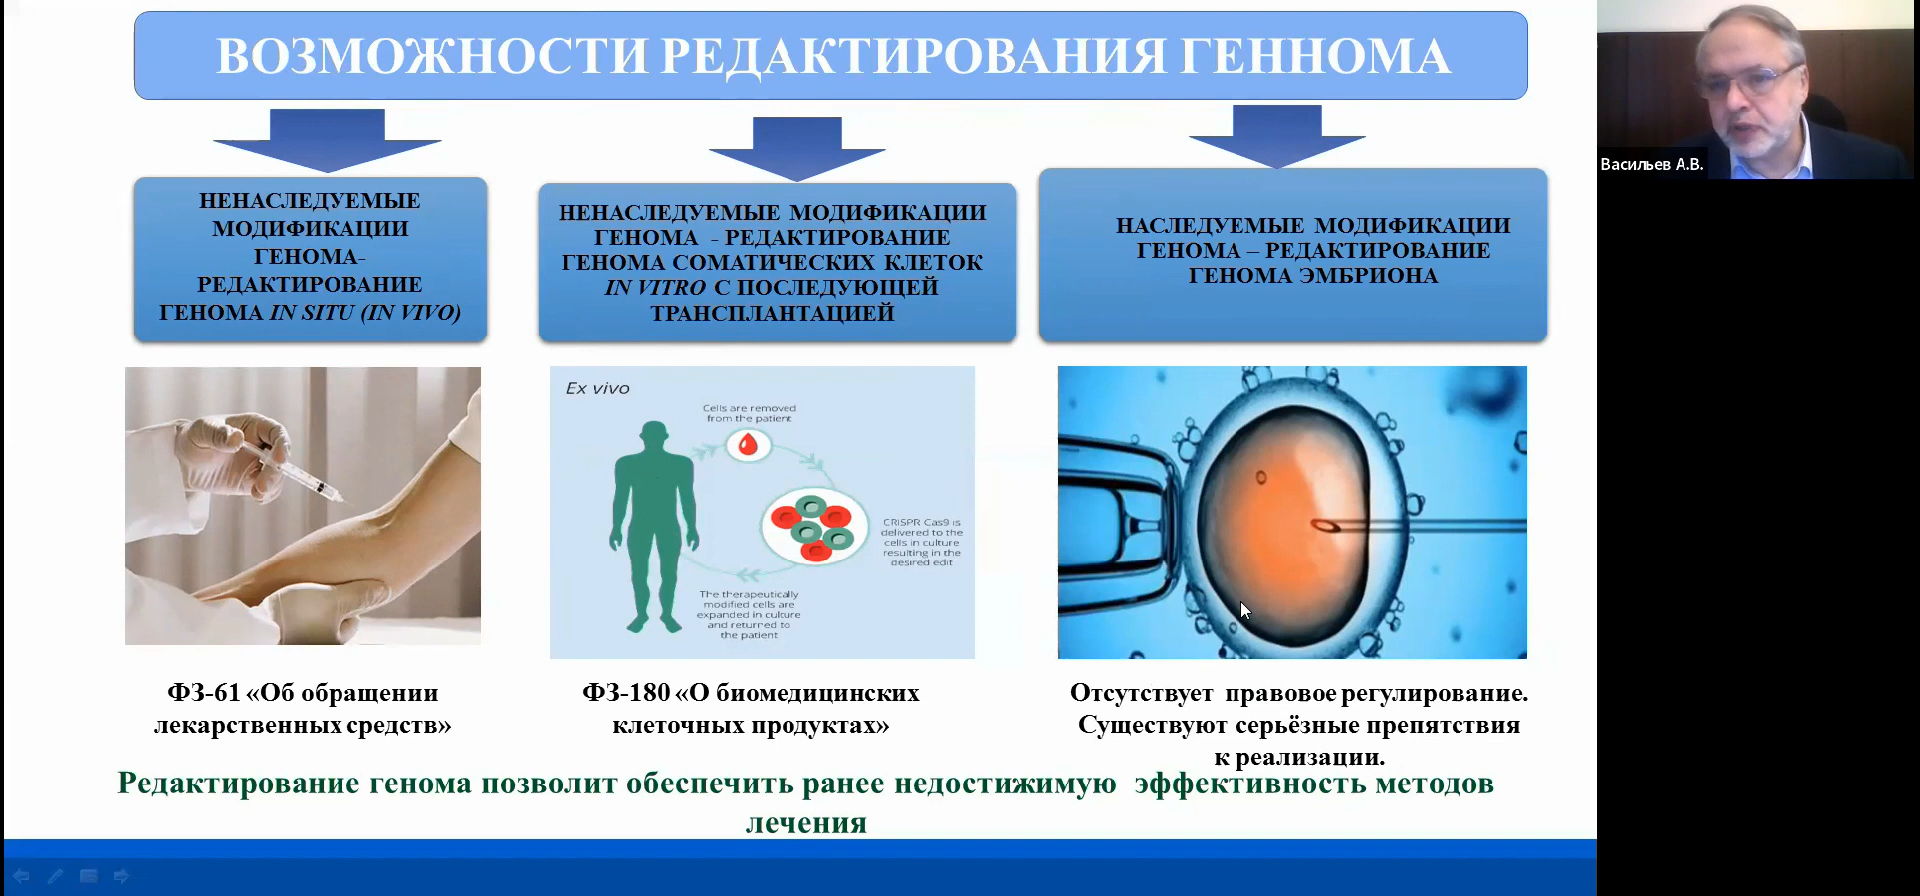 ВОЗМОЖНОСТИ РЕДАКТИРОВАНИЯ ГЕННОМА
НЕНАСЛЕДУЕМЫЕ
МОДИФИКАЦИИ
ГЕНОМА-
РЕДАКТИРОВАНИЕ
ГЕНОМА IN SITU (IN VIVO)
НЕНАСЛЕДУЕМЫЕ МОДИФИКАЦИИ
ГЕНОМА - РЕДАКТИРОВАНИЕ
ГЕНОМА СОМАТИЧЕСКИХ КЛЕТОК
IN VITRO С ПОСЛЕДУЮЩЕЙ
ТРАНСПЛАНТАЦИЕЙ
НАСЛЕДУЕМЫЕ МОДИФИКАЦИИ
ГЕНОМА – РЕДАКТИРОВАНИЕ
ГЕНОМА ЭМБРИОНА
Васильев А.В.
Ex vivo
Cells are removed
from the patient
CRISPR Cas9 is
delivered to the
cells in culture
resulting in the
desired edit
The therapeutically
modified cells are
expanded in culture
and returned to
the patient
ФЗ-61 «Об обращении
лекарственных средств»
ФЗ-180 «О биомедицинских
клеточных продуктах»
Отсутствует правовое регулирование.
Существуют серьёзные препятствия
к реализации.
Редактирование генома позволит обеспечить ранее недостижимую эффективность методов
лечения